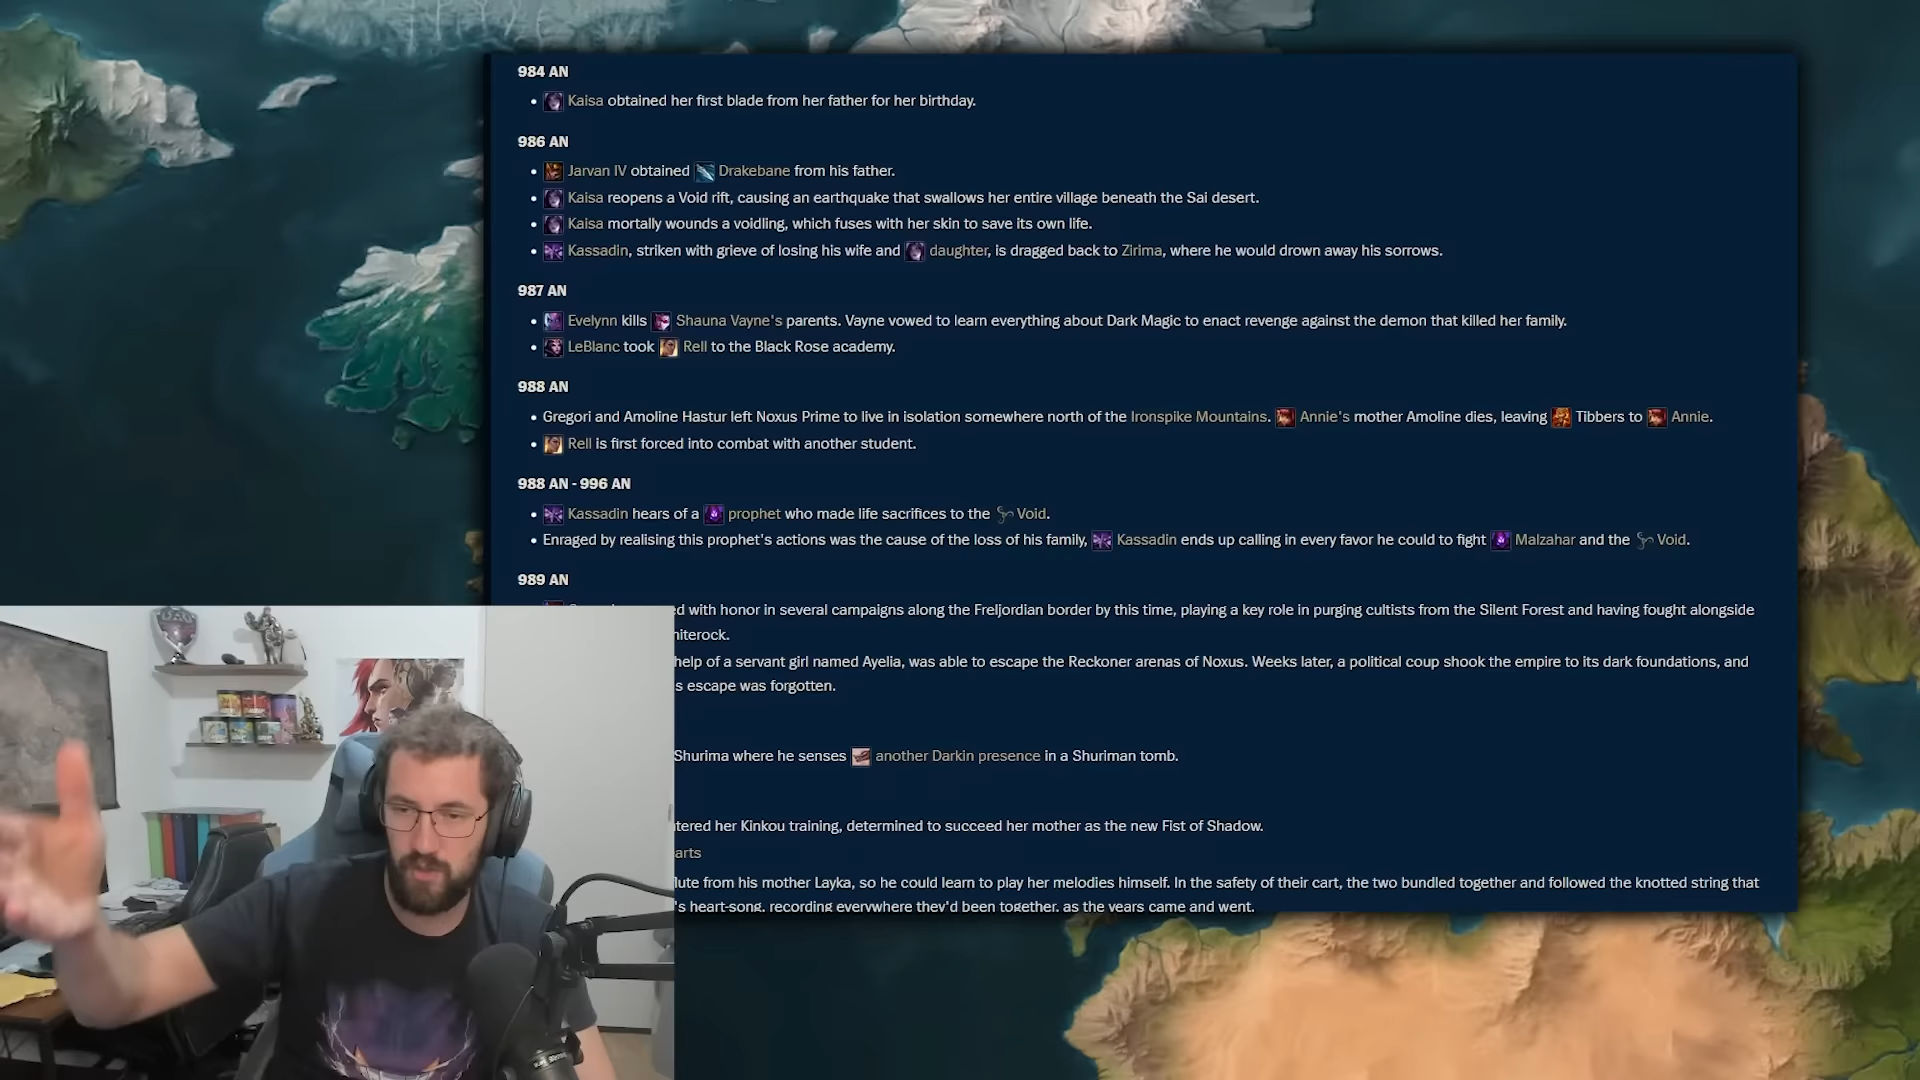 984 AN
Kaisa obtained her first blade from her father for her birthday.
986 AN
Jarvan IV obtained Drakebane from his father.
Kaisa reopens a Void rift, causing an earthquake that swallows her entire village beneath the Sai desert.
Kaisa mortally wounds a voidling, which fuses with her skin to save its own life.
Kassadin, striken with grieve of losing his wife and daughter, is dragged back to Zirima, where he would drown away his sorrows.
987 AN
Evelynn kills Shauna Vayne's parents. Vayne vowed to learn everything about Dark Magic to enact revenge against the demon that killed her family.
LeBlanc took Rell to the Black Rose academy.
988 AN
Gregori and Amoline Hastur left Noxus Prime to live in isolation somewhere north of the Ironspike Mountains. Annie's mother Amoline dies, leaving Tibbers to Annie.
Rell is first forced into combat with another student.
988 AN - 996 AN
Kassadin hears of a prophet who made life sacrifices to the Void.
Enraged by realising this prophet's actions was the cause of the loss of his family, Kassadin ends up calling in every favor he could to fight Malzahar and the Void.
989 AN
ed with honor in several campaigns along the Freljordian border by this time, playing a key role in purging cultists from the Silent Forest and having fought alongside
hiterock.
help of a servant girl named Ayelia, was able to escape the Reckoner arenas of Noxus. Weeks later, a political coup shook the empire to its dark foundations, and
s escape was forgotten.
Shurima where he senses another Darkin presence in a Shuriman tomb.
tered her Kinkou training, determined to succeed her mother as the new Fist of Shadow.
arts
lute from his mother Layka, so he could learn to play her melodies himself. In the safety of their cart, the two bundled together and followed the knotted string that
's heart-song, recording everywhere they'd been together, as the years came and went.